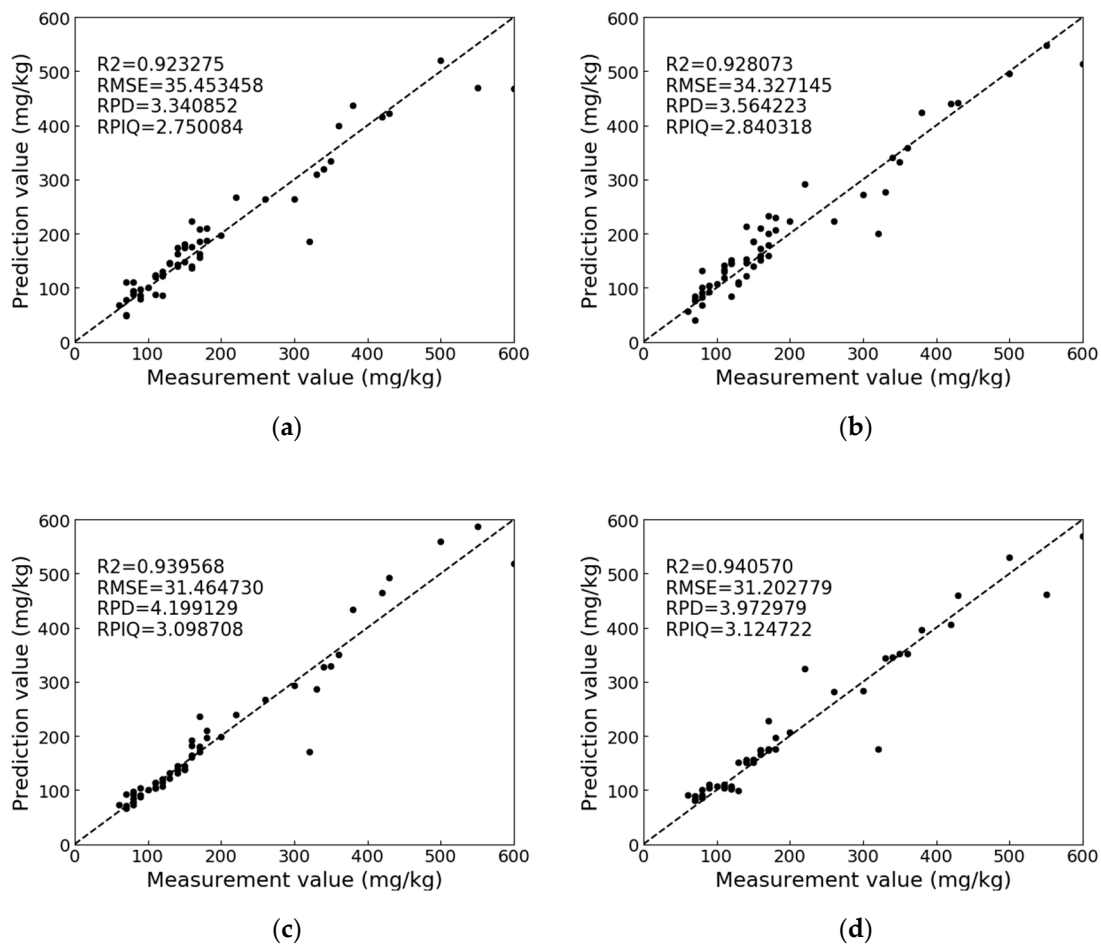 600
500
400
300
200
100
0
Prediction value (mg/kg)
R2=0.923275
RMSE=35.453458
RPD=3.340852
RPIQ=2.750084
0 100 200 300 400 500 600
Measurement value (mg/kg)
(a)
600
500
400
300
200
100
0
Prediction value (mg/kg)
R2=0.928073
RMSE=34.327145
RPD=3.564223
RPIQ=2.840318
0 100 200 300 400 500 600
Measurement value (mg/kg)
(b)
600
500
400
300
200
100
0
Prediction value (mg/kg)
R2=0.939568
RMSE=31.464730
RPD=4.199129
RPIQ=3.098708
0 100 200 300 400 500 600
Measurement value (mg/kg)
(c)
600
500
400
300
200
100
0
Prediction value (mg/kg)
R2=0.940570
RMSE=31.202779
RPD=3.972979
RPIQ=3.124722
0 100 200 300 400 500 600
Measurement value (mg/kg)
(d)